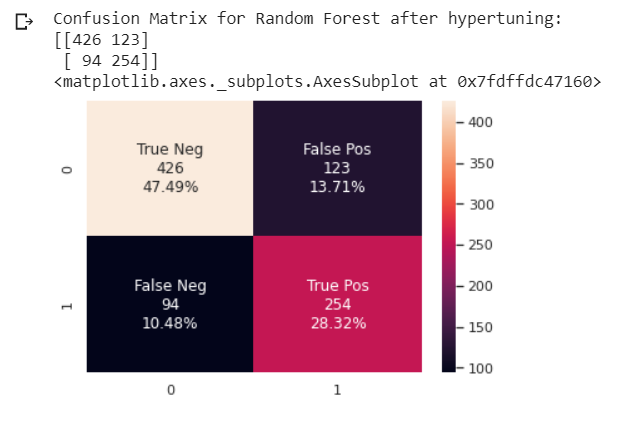 Confusion Matrix for Random Forest after hypertuning:
[[426 123]
 [ 94 254]]
<matplotlib.axes._subplots.AxesSubplot at 0x7fdffdc47160>
True Neg
426
47.49%
False Pos
123
13.71%
0
False Neg
94
10.48%
True Pos
254
28.32%
1
0
1
400
350
300
250
200
150
100